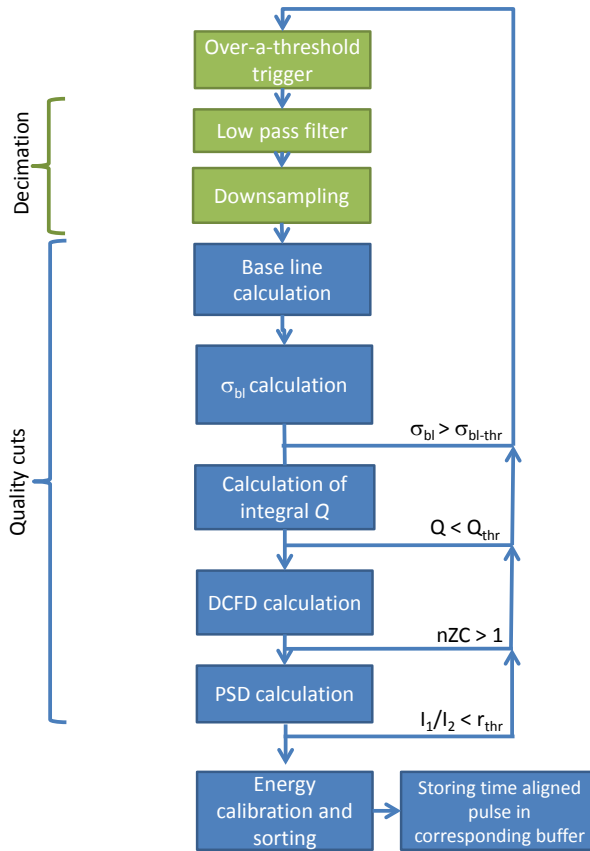 Over-a-threshold
trigger
Decimation
Low pass filter
Downsampling
Quality cuts
Base line
calculation
σbl calculation
σbl > σbl-thr
Calculation of
integral Q
Q < Qthr
DCFD calculation
nZC > 1
PSD calculation
I1/I2 < rthr
Energy
calibration and
sorting
Storing time aligned
pulse in
corresponding buffer